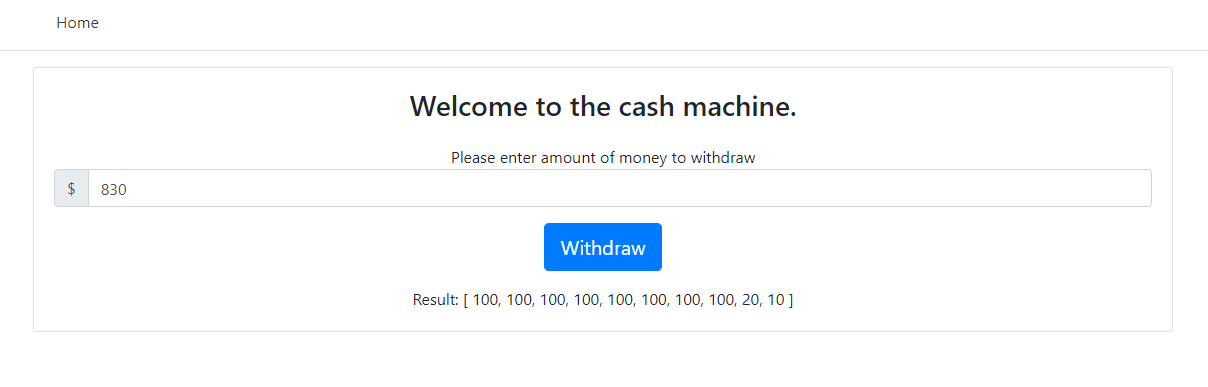 Home
Welcome to the cash machine.
Please enter amount of money to withdraw
$ 830
Withdraw
Result: [ 100, 100, 100, 100, 100, 100, 100, 100, 20, 10 ]